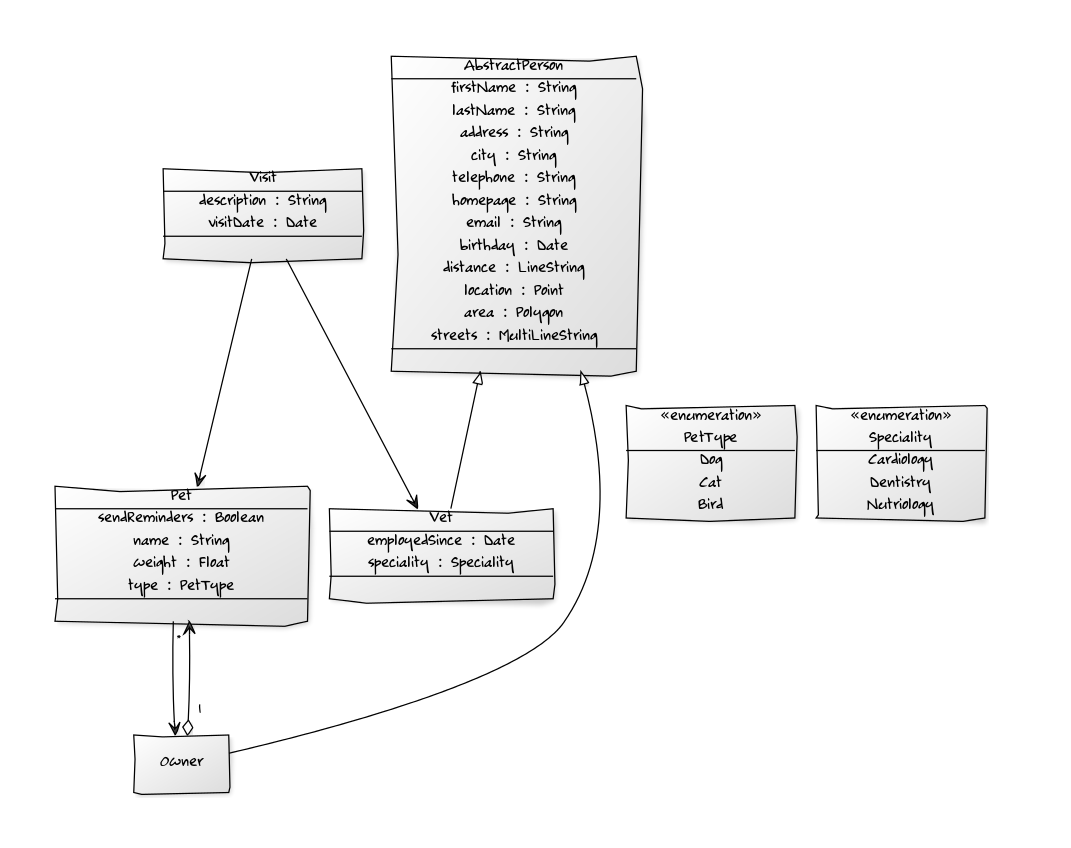 AbstractPerson
firstName : String
lastName : String
address : String
city : String
telephone : String
homepage : String
email : String
birthday : Date
distance : LineString
location : Point
area : Polygon
streets : MultiLineString
Visit
description : String
visitDate : Date
«enumeration»
PetType
Dog
Cat
Bird
«enumeration»
Speciality
Cardiology
Dentistry
Nutriology
Pet
sendReminders : Boolean
name : String
weight : Float
type : PetType
Vet
employedSince : Date
speciality : Speciality
*
1
Owner